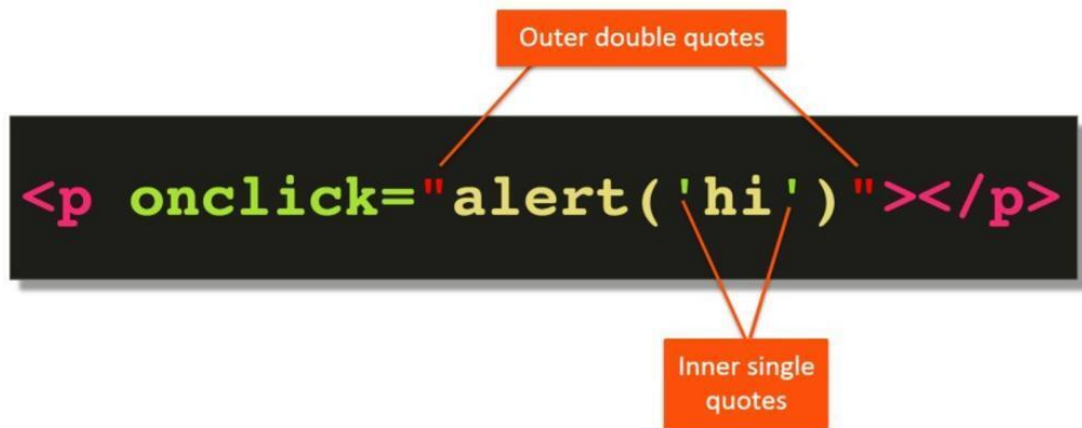 Outer double quotes
<p onclick="alert('hi')"></p>
Inner single
quotes